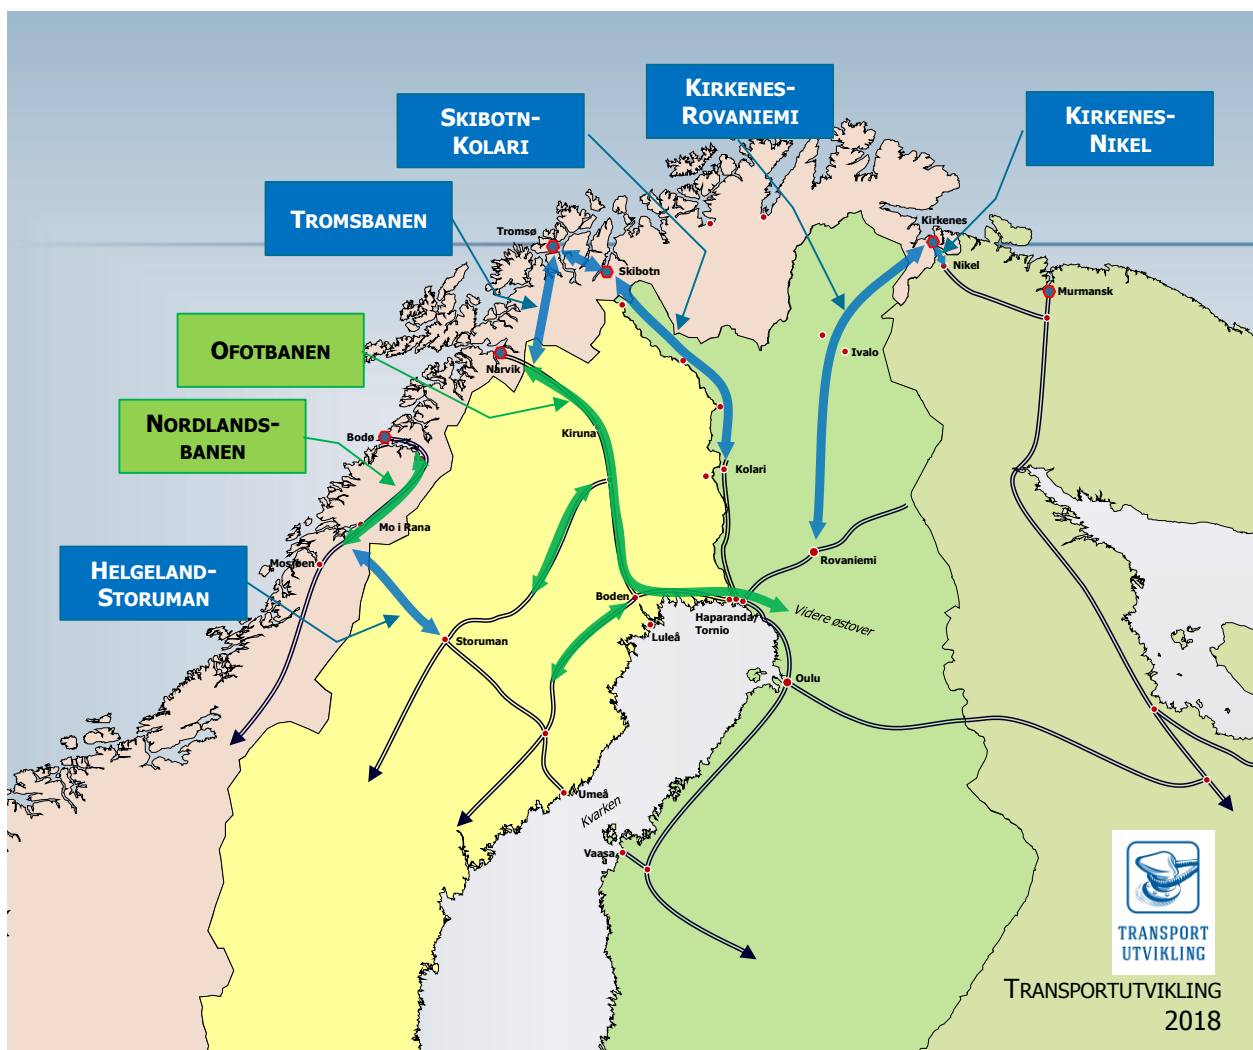 KIRKENES-
ROVANIEMI
SKIBOTN-
KOLARI
KIRKENES-
NIKEL
TROMSBANEN
OFOTBANEN
NORDLANDS-
BANEN
HELGELAND-
STORUMAN
Tromsø
Skibotn
Kirkenes
Nikel
Murmansk
Ivalo
Narvik
Kiruna
Bodø
Kolari
Mo i Rana
Mosjøen
Rovaniemi
Boden
Haparanda/
Tornio
Videre østover
Luleå
Storuman
Oulu
Umeå
Kvarken
Vaasa
TRANSPORT
UTVIKLING
TRANSPORTUTVIKLING
2018